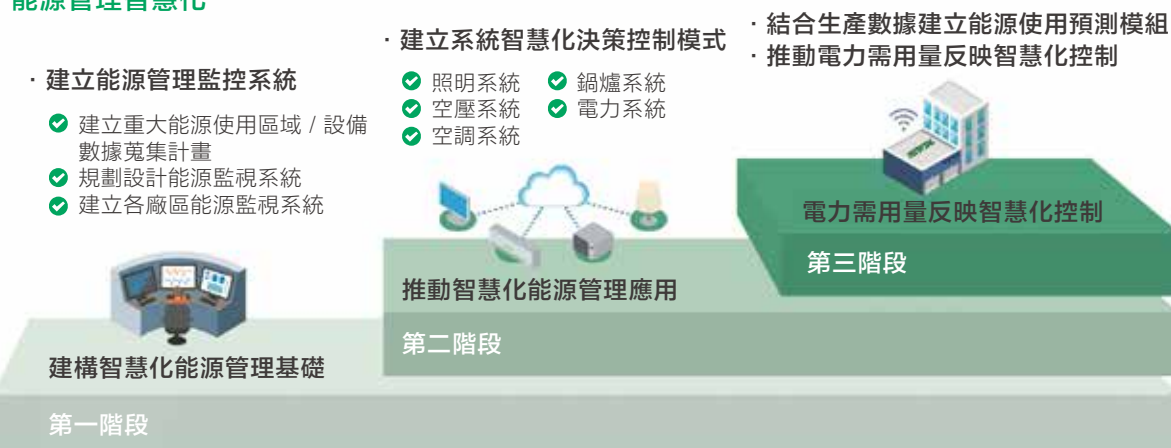 能源管理智慧化
· 建立能源管理監控系統
建立重大能源使用區域 / 設備
數據蒐集計畫
規劃設計能源監視系統
建立各廠區能源監視系統
建構智慧化能源管理基礎
第一階段
· 建立系統智慧化決策控制模式
照明系統
鍋爐系統
空壓系統
電力系統
空調系統
推動智慧化能源管理應用
第二階段
· 結合生產數據建立能源使用預測模組
· 推動電力需用量反映智慧化控制
電力需用量反映智慧化控制
第三階段